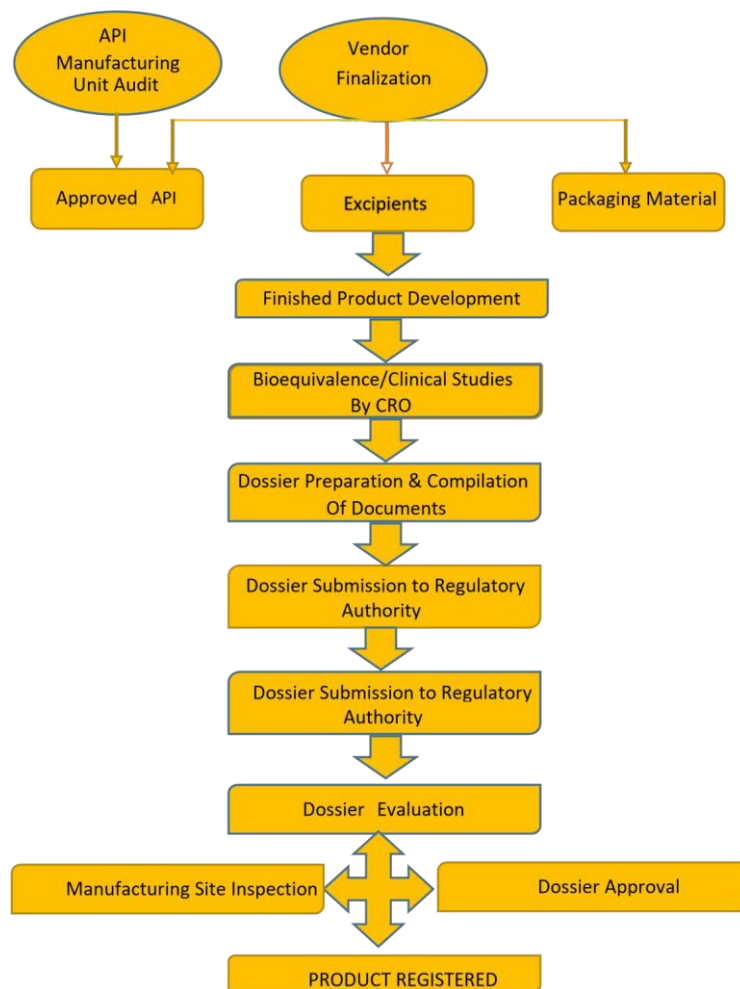 API
Manufacturing
Unit Audit
Vendor
Finalization
Approved API
Excipients
Packaging Material
Finished Product Development
Bioequivalence/Clinical Studies
By CRO
Dossier Preparation & Compilation
Of Documents
Dossier Submission to Regulatory
Authority
Dossier Submission to Regulatory
Authority
Dossier Evaluation
Manufacturing Site Inspection
Dossier Approval
PRODUCT REGISTERED